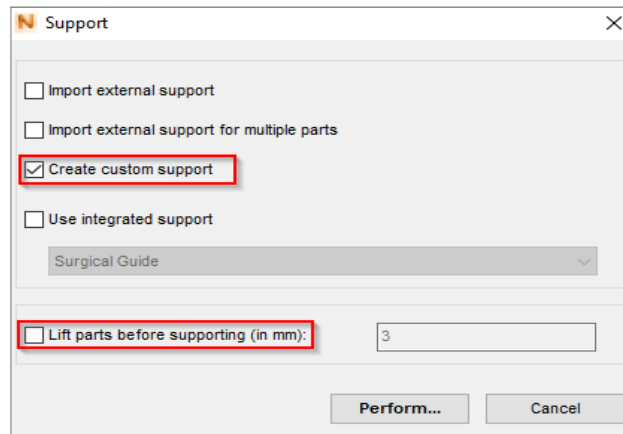 Support
Import external support
Import external support for multiple parts
Create custom support
Use integrated support
Surgical Guide
Lift parts before supporting (in mm):
3
Perform...
Cancel